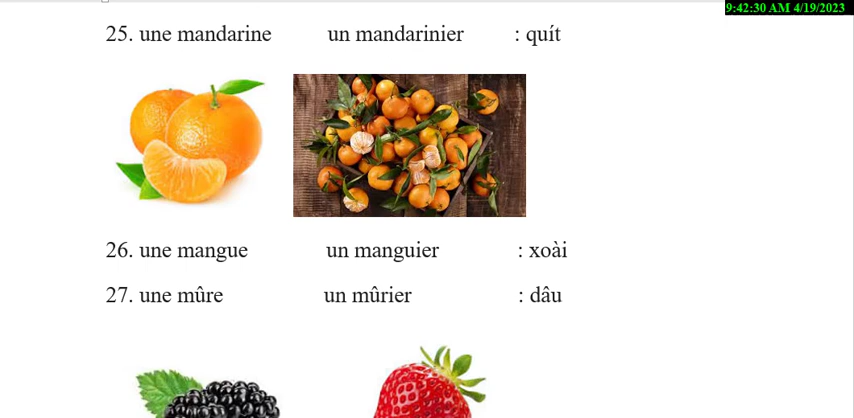 9:42:30 AM 4/19/2023
25. une mandarine un mandarinier : quít
26. une mangue un manguier : xoài
27. une mûre un mûrier : dâu